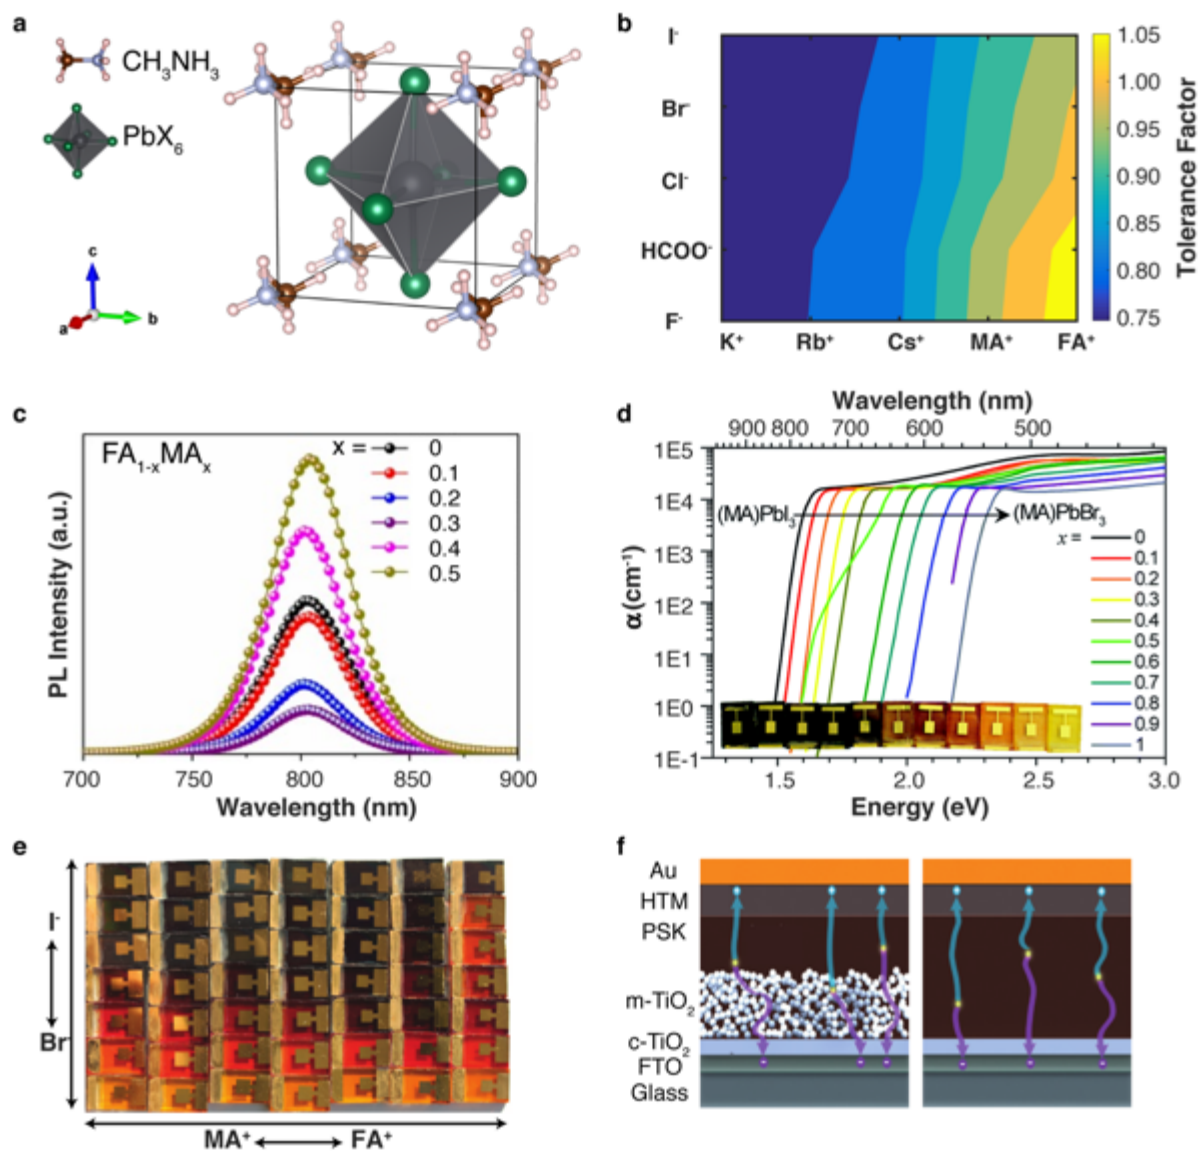 a
CH₃NH₃
PbX₆
c
a
b
b
I⁻
Br⁻
Cl⁻
HCOO⁻
F⁻
K⁺ Rb⁺ Cs⁺ MA⁺ FA⁺
1.05
1.00
0.95
0.90
0.85
0.80
0.75
Tolerance Factor
c
FA₁₋ₓMAₓ
x = 0
0.1
0.2
0.3
0.4
0.5
PL Intensity (a.u.)
700 750 800 850 900
Wavelength (nm)
d
Wavelength (nm)
900 800 700 600 500
1E5
1E4
1E3
1E2
1E1
1E0
1E-1
α(cm⁻¹)
(MA)PbI₃
(MA)PbBr₃
x = 0
0.1
0.2
0.3
0.4
0.5
0.6
0.7
0.8
0.9
1
1.5 2.0 2.5 3.0
Energy (eV)
e
I⁻
Br⁻
MA⁺ FA⁺
f
Au
HTM
PSK
m-TiO₂
c-TiO₂
FTO
Glass